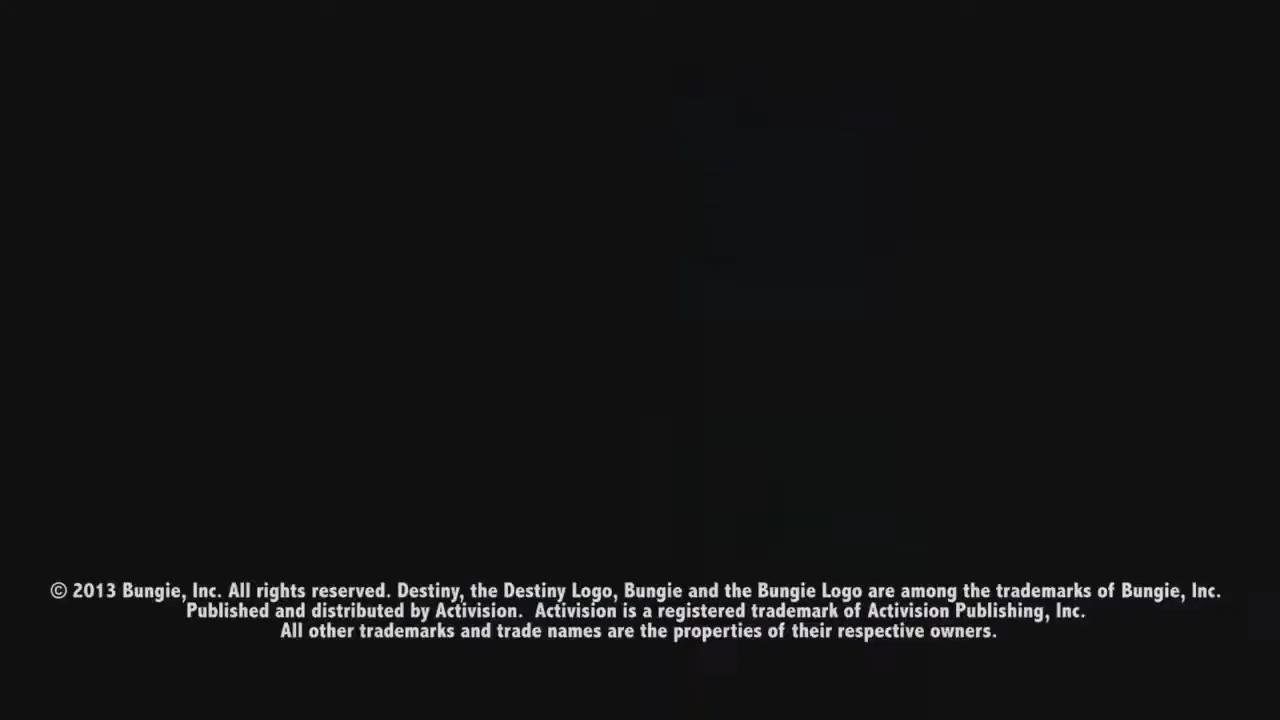 © 2013 Bungie, Inc. All rights reserved. Destiny, the Destiny Logo, Bungie and the Bungie Logo are among the trademarks of Bungie, Inc.
Published and distributed by Activision.  Activision is a registered trademark of Activision Publishing, Inc.
All other trademarks and trade names are the properties of their respective owners.